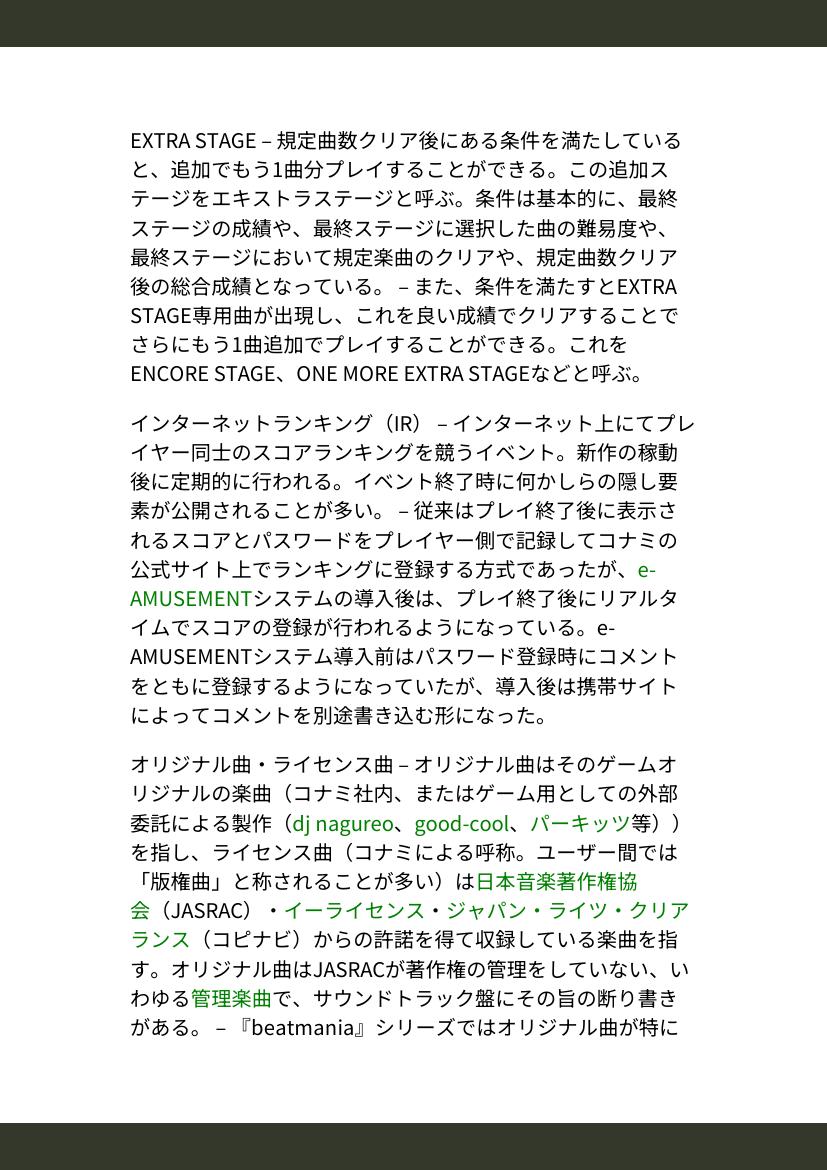 EXTRA STAGE – 規定曲数クリア後にある条件を満たしている
と、追加でもう1曲分プレイすることができる。この追加ス
テージをエキストラステージと呼ぶ。条件は基本的に、最終
ステージの成績や、最終ステージに選択した曲の難易度や、
最終ステージにおいて規定楽曲のクリアや、規定曲数クリア
後の総合成績となっている。 – また、条件を満たすとEXTRA
STAGE専用曲が出現し、これを良い成績でクリアすることで
さらにもう1曲追加でプレイすることができる。これを
ENCORE STAGE、ONE MORE EXTRA STAGEなどと呼ぶ。
インターネットランキング（IR） – インターネット上にてプレ
イヤー同士のスコアランキングを競うイベント。新作の稼動
後に定期的に行われる。イベント終了時に何かしらの隠し要
素が公開されることが多い。 – 従来はプレイ終了後に表示さ
れるスコアとパスワードをプレイヤー側で記録してコナミの
公式サイト上でランキングに登録する方式であったが、e-
AMUSEMENTシステムの導入後は、プレイ終了後にリアルタ
イムでスコアの登録が行われるようになっている。e-
AMUSEMENTシステム導入前はパスワード登録時にコメント
をともに登録するようになっていたが、導入後は携帯サイト
によってコメントを別途書き込む形になった。
オリジナル曲・ライセンス曲 – オリジナル曲はそのゲームオ
リジナルの楽曲（コナミ社内、またはゲーム用としての外部
委託による製作（dj nagureo、good-cool、パーキッツ等））
を指し、ライセンス曲（コナミによる呼称。ユーザー間では
「版権曲」と称されることが多い）は日本音楽著作権協
会（JASRAC）・イーライセンス・ジャパン・ライツ・クリア
ランス（コピナビ）からの許諾を得て収録している楽曲を指
す。オリジナル曲はJASRACが著作権の管理をしていない、い
わゆる管理楽曲で、サウンドトラック盤にその旨の断り書き
がある。 – 『beatmania』シリーズではオリジナル曲が特に